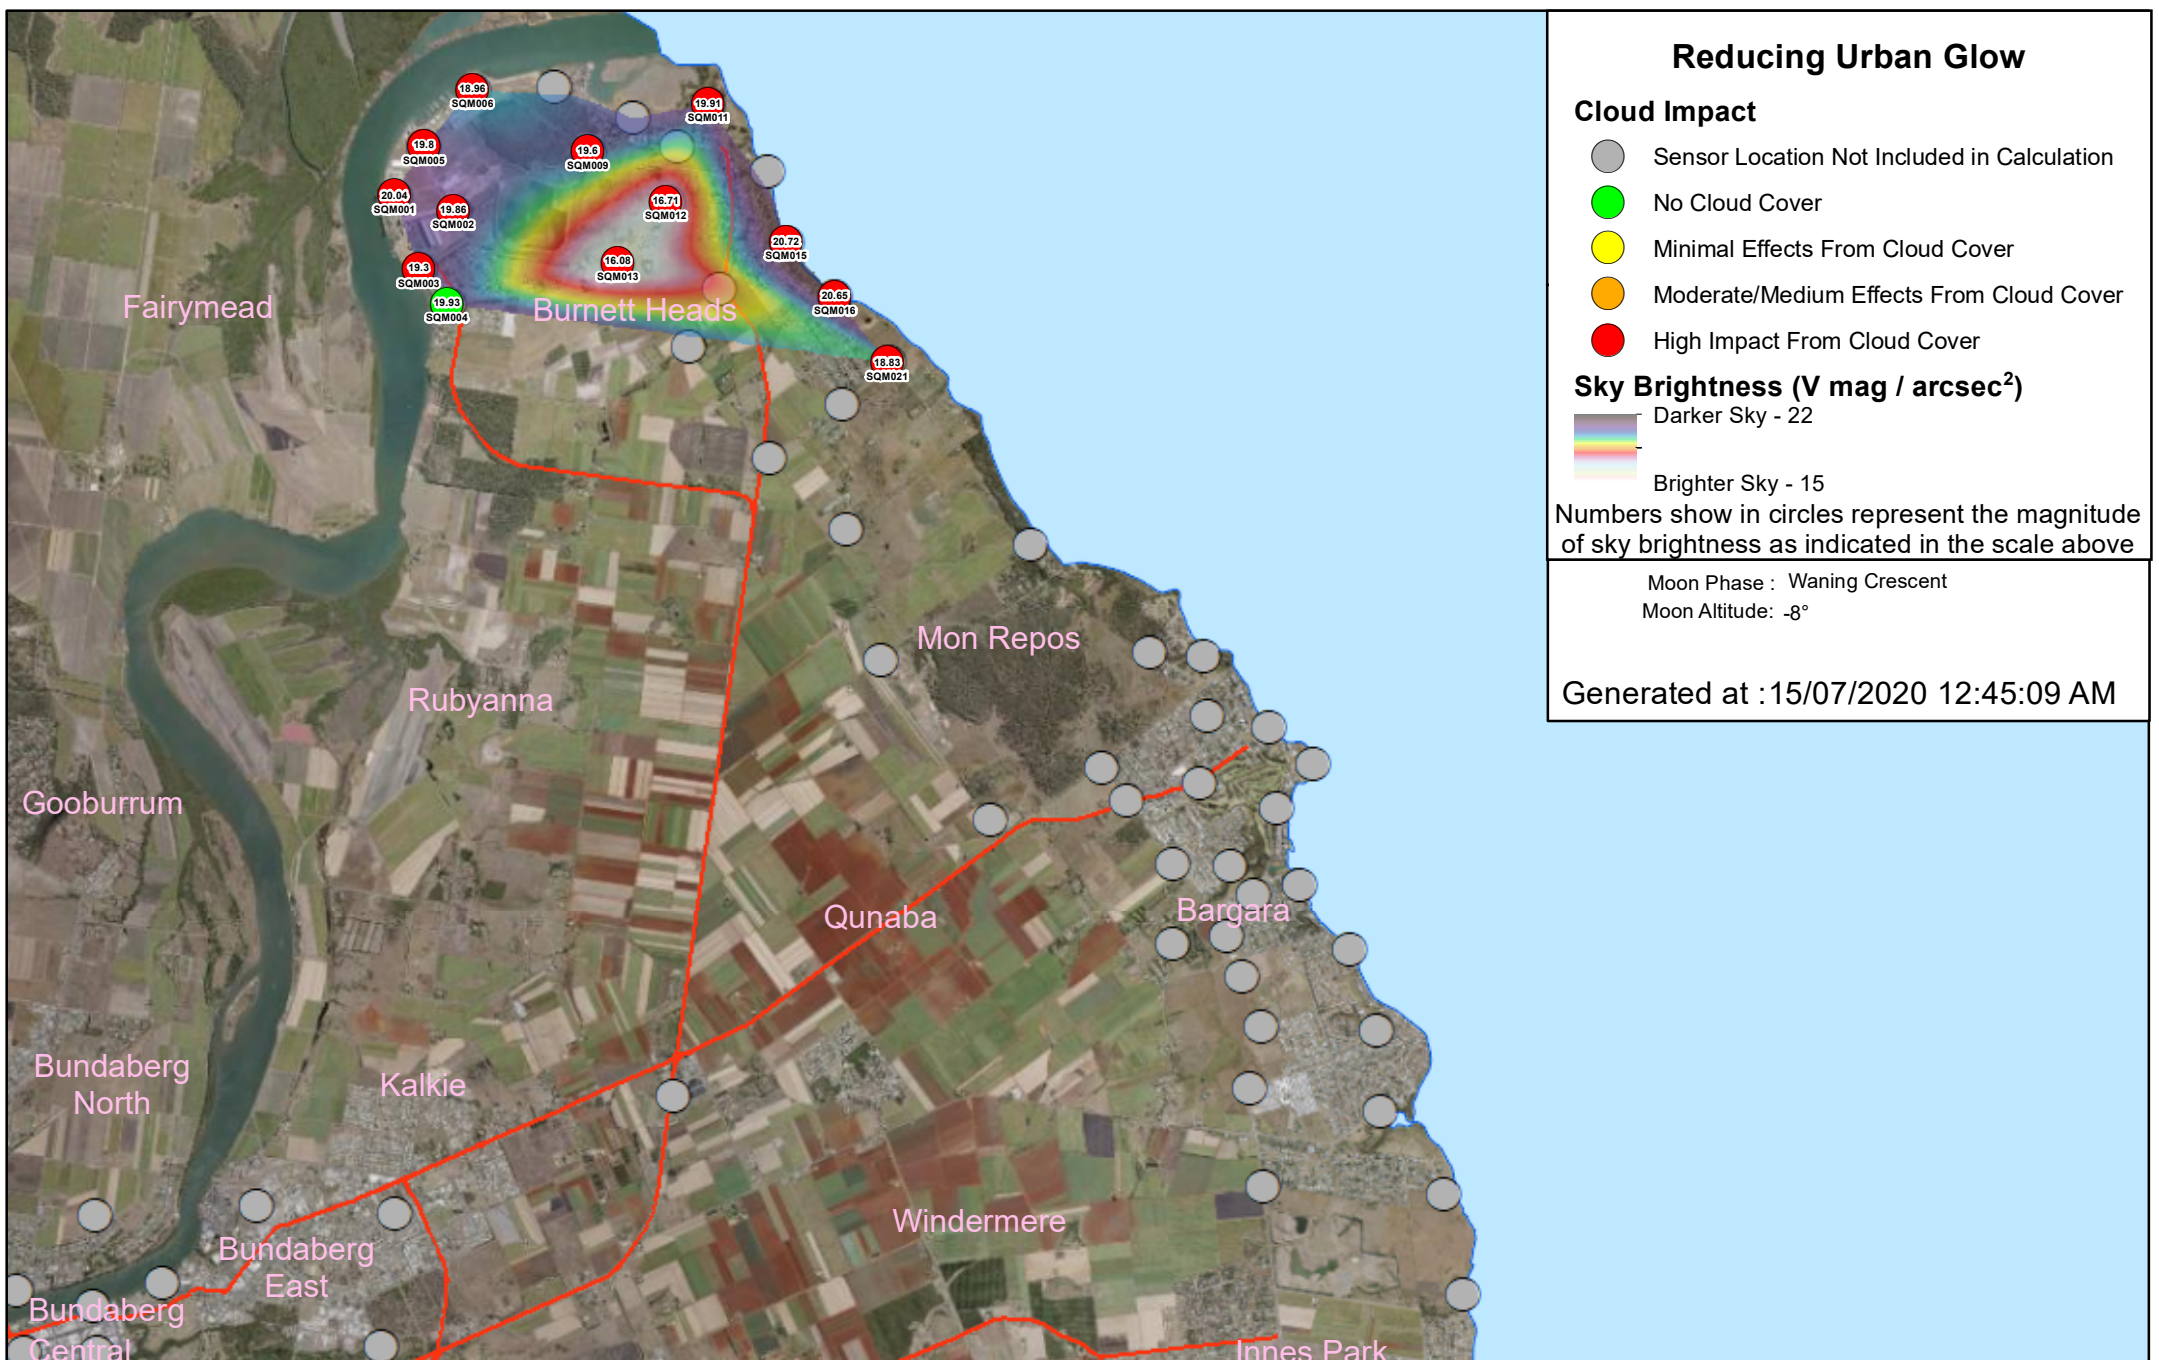 Reducing Urban Glow
Cloud Impact
Sensor Location Not Included in Calculation
No Cloud Cover
Minimal Effects From Cloud Cover
Moderate/Medium Effects From Cloud Cover
High Impact From Cloud Cover
Sky Brightness (V mag / arcsec²)
Darker Sky - 22
Brighter Sky - 15
Numbers show in circles represent the magnitude
of sky brightness as indicated in the scale above
Moon Phase : Waning Crescent
Moon Altitude: -8°
Generated at :15/07/2020 12:45:09 AM
18.96
SQM006
19.91
SQM011
19.8
SQM005
19.6
SQM009
20.04
SQM001
19.86
SQM002
16.71
SQM012
20.72
SQM015
19.3
SQM003
16.08
SQM013
19.93
SQM004
20.65
SQM016
18.83
SQM021
Fairymead
Burnett Heads
Mon Repos
Rubyanna
Gooburrum
Qunaba
Bargara
Bundaberg
North
Kalkie
Windermere
Bundaberg
East
Bundaberg
Central
Innes Park